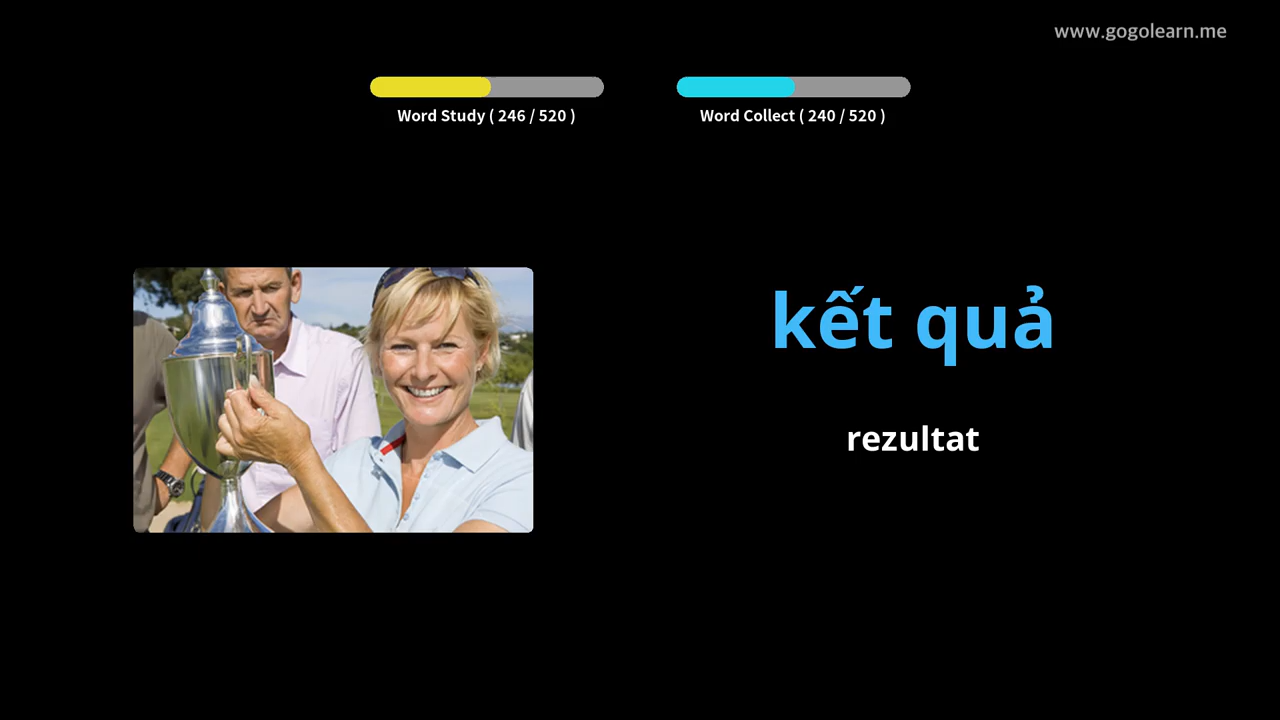 www.gogolearn.me
Word Study ( 246 / 520 )
Word Collect ( 240 / 520 )
kết quả
rezultat